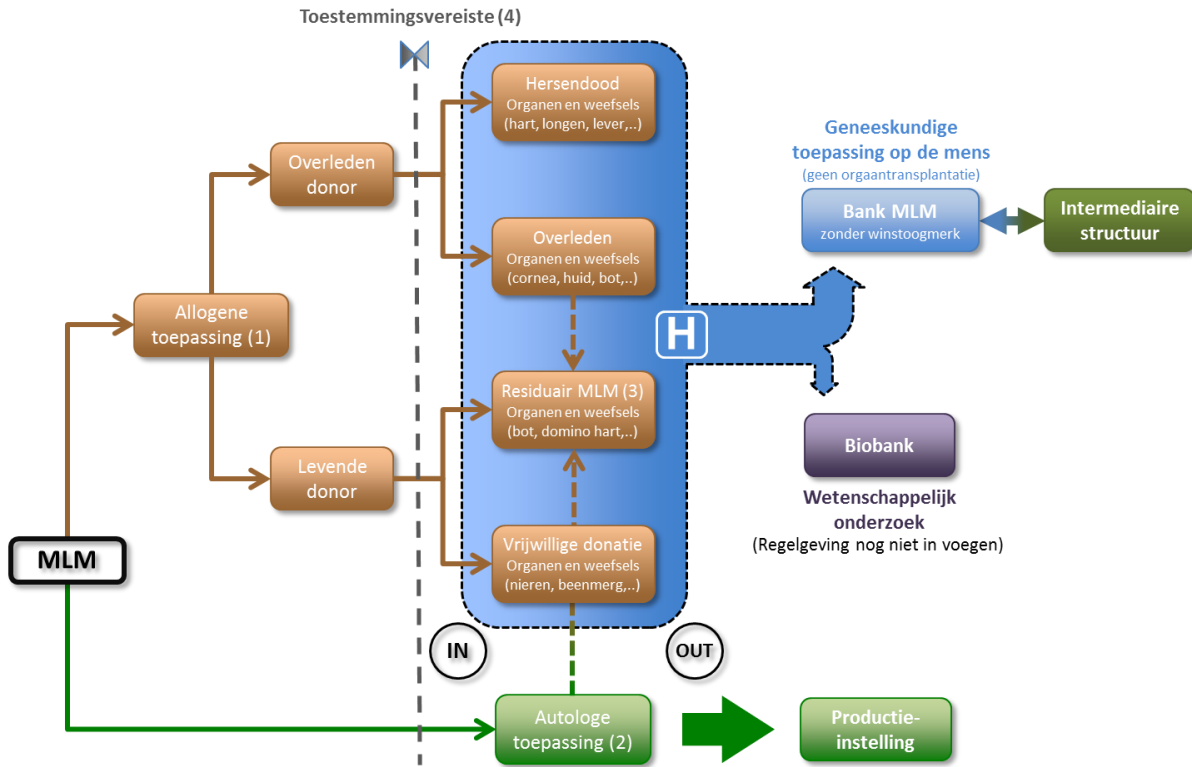 Toestemmingsvereiste (4)
Hersendood
Organen en weefsels
(hart, longen, lever,..)
Overleden
donor
Geneeskundige
toepassing op de mens
(geen orgaantransplantatie)
Bank MLM
zonder winstoogmerk
Intermediaire
structuur
Overleden
Organen en weefsels
(cornea, huid, bot,..)
Allogene
toepassing (1)
H
Residuair MLM (3)
Organen en weefsels
(bot, domino hart,..)
Biobank
Levende
donor
Wetenschappelijk
onderzoek
(Regelgeving nog niet in voegen)
MLM
Vrijwillige donatie
Organen en weefsels
(nieren, beenmerg,..)
IN
OUT
Autologe
toepassing (2)
Productie-
instelling